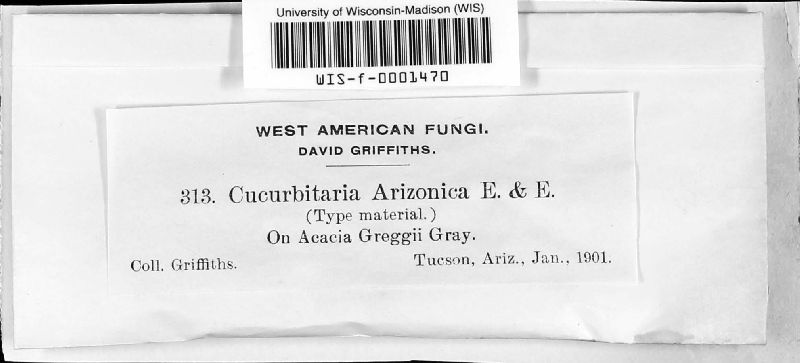 University of Wisconsin-Madison (WIS)
WIS-f-0001470
WEST AMERICAN FUNGI.
DAVID GRIFFITHS.
313. Cucurbitaria Arizonica E. & E.
(Type material.)
On Acacia Greggii Gray.
Coll. Griffiths. Tucson, Ariz., Jan., 1901.